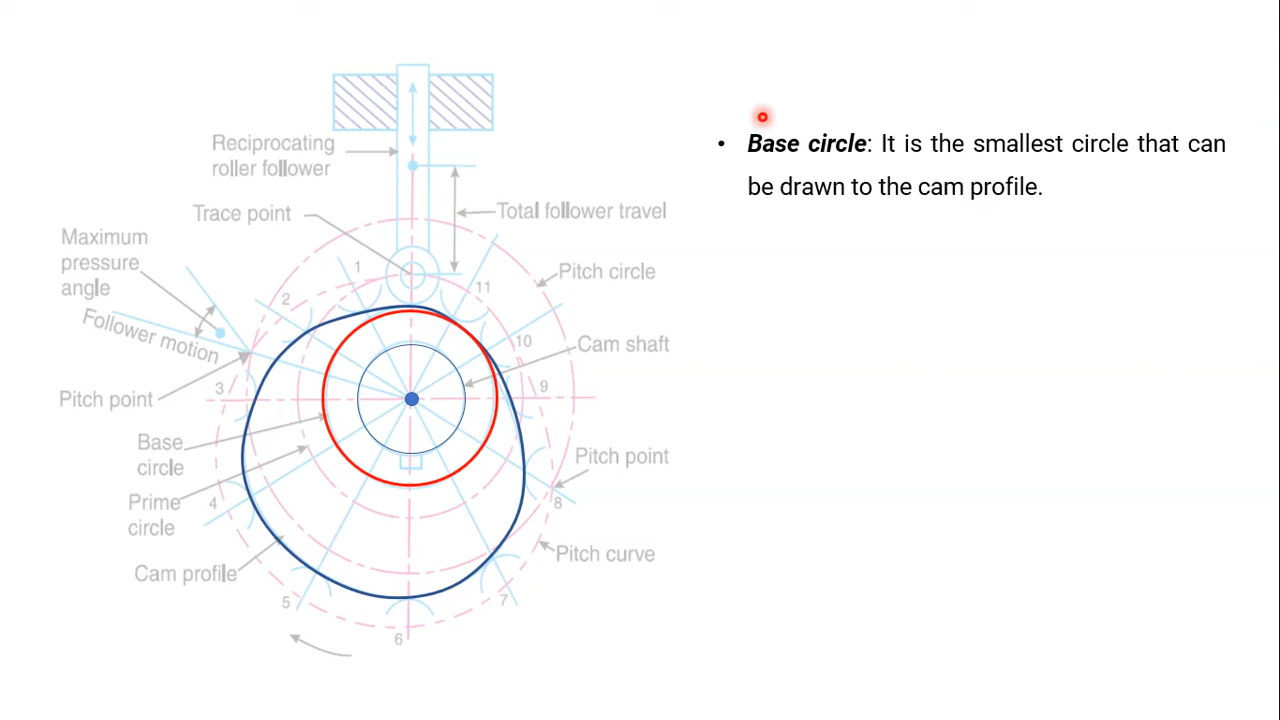 Reciprocating
roller follower
Trace point
Total follower travel
Maximum
pressure
angle
Pitch circle
1
11
2
Follower motion
10
Cam shaft
3
9
Pitch point
Base
circle
Pitch point
Prime
circle
4
8
Cam profile
Pitch curve
5
7
6
• Base circle: It is the smallest circle that can
be drawn to the cam profile.